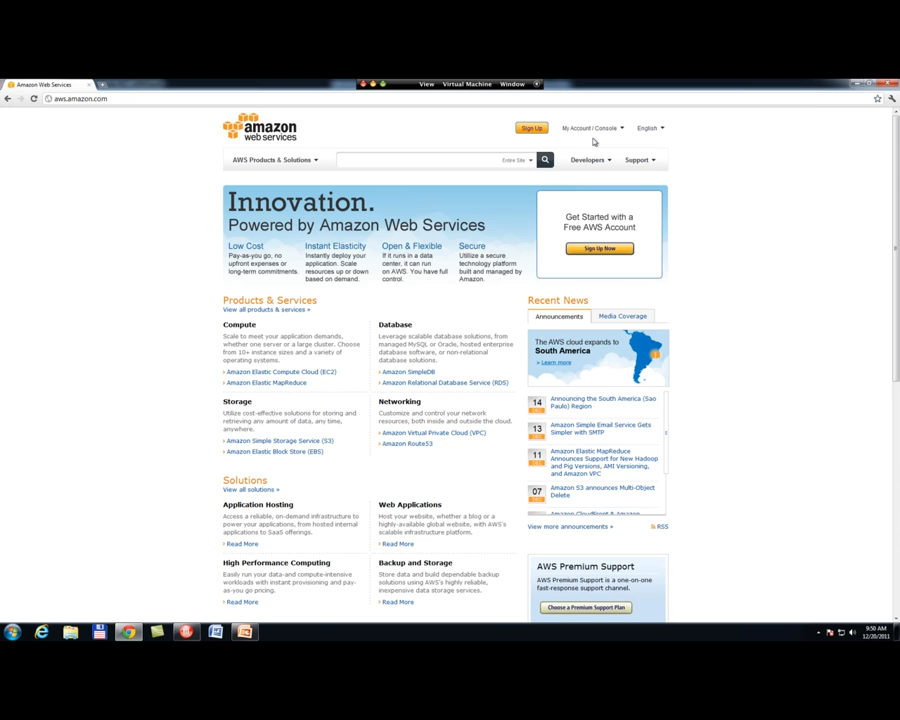 View Virtual Machine Window
Amazon Web Services
aws.amazon.com
amazon
web services
Sign Up
My Account / Console
English
AWS Products & Solutions
Entire Site
Developers
Support
Innovation.
Powered by Amazon Web Services
Low Cost
Pay-as-you go, no
upfront expenses or
long-term commitments.
Instant Elasticity
Instantly deploy your
application. Scale
resources up or down
based on demand.
Open & Flexible
If it runs in a data
center, it can run
on AWS. You have full
control.
Secure
Utilize a secure
technology platform
built and managed by
Amazon.
Get Started with a
Free AWS Account
Sign Up Now
Products & Services
View all products & services »
Compute
Scale to meet your application demands,
whether one server or a large cluster. Choose
from 10+ instance sizes and a variety of
operating systems.
Amazon Elastic Compute Cloud (EC2)
Amazon Elastic MapReduce
Database
Leverage scalable database solutions, from
managed MySQL or Oracle, hosted enterprise
database software, or non-relational
database solutions.
Amazon SimpleDB
Amazon Relational Database Service (RDS)
Storage
Utilize cost-effective solutions for storing and
retrieving any amount of data, any time,
anywhere.
Amazon Simple Storage Service (S3)
Amazon Elastic Block Store (EBS)
Networking
Customize and control your network
resources, both inside and outside the cloud.
Amazon Virtual Private Cloud (VPC)
Amazon Route53
Solutions
View all solutions »
Application Hosting
Access a reliable, on-demand infrastructure to
power your applications, from hosted internal
applications to SaaS offerings.
Read More
Web Applications
Host your website, whether a blog or a
highly-available global website, with AWS's
scalable infrastructure platform.
Read More
High Performance Computing
Easily run your data-and compute-intensive
workloads with instant provisioning and pay-
as-you go pricing.
Read More
Backup and Storage
Store data and build dependable backup
solutions using AWS's highly reliable,
inexpensive data storage services.
Read More
Recent News
Announcements
Media Coverage
The AWS cloud expands to
South America
» Learn more
14
DEC
Announcing the South America (Sao
Paulo) Region
13
DEC
Amazon Simple Email Service Gets
Simpler with SMTP
11
DEC
Amazon Elastic MapReduce
Announces Support for New Hadoop
and Pig Versions, AMI Versioning,
and Amazon VPC
07
DEC
Amazon S3 announces Multi-Object
Delete
Amazon CloudFront & Amazon
View more announcements »
RSS
AWS Premium Support
AWS Premium Support is a one-on-one
fast-response support channel.
Choose a Premium Support Plan
9:50 AM
12/20/2011